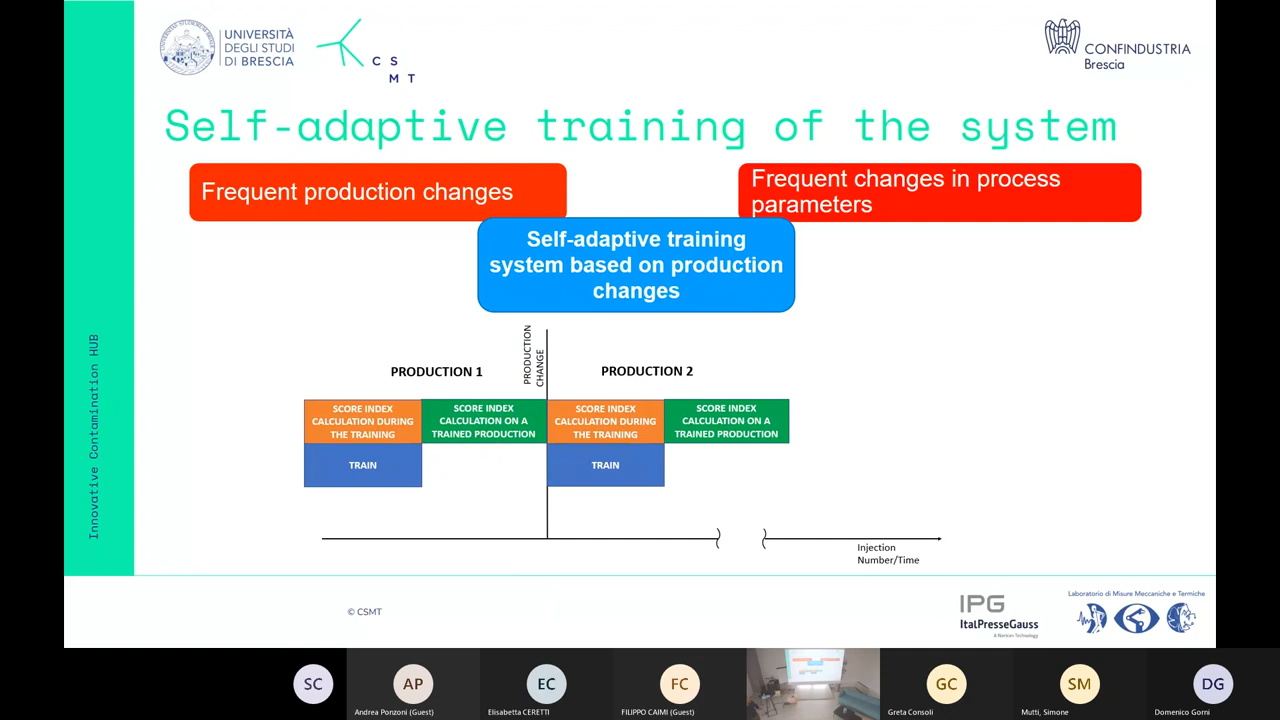 UNIVERSITÀ
DEGLI STUDI
DI BRESCIA
C S
M T
CONFINDUSTRIA
Brescia
Self-adaptive training of the system
Frequent production changes
Frequent changes in process
parameters
Self-adaptive training
system based on production
changes
Innovative Contamination HUB
PRODUCTION
CHANGE
PRODUCTION 1
PRODUCTION 2
SCORE INDEX
CALCULATION DURING
THE TRAINING
SCORE INDEX
CALCULATION ON A
TRAINED PRODUCTION
SCORE INDEX
CALCULATION DURING
THE TRAINING
SCORE INDEX
CALCULATION ON A
TRAINED PRODUCTION
TRAIN
TRAIN
Injection
Number/Time
© CSMT
IPG
ItalPresseGauss
A Norican Technology
Laboratorio di Misure Meccaniche e Termiche
SC
AP
Andrea Ponzoni (Guest)
EC
Elisabetta CERETTI
FC
FILIPPO CAIMI (Guest)
GC
Greta Consoli
SM
Mutti, Simone
DG
Domenico Gorni